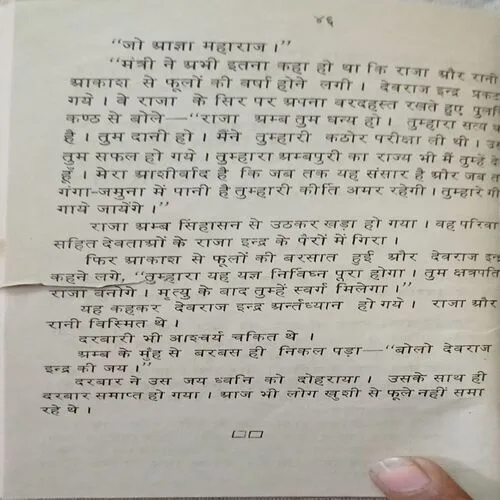 ४६
“जो आज्ञा महाराज ।”
“मंत्री ने अभी इतना कहा हो था कि राजा और रानी
आकाश से फूलों की वर्षा होने लगी । देवराज इन्द्र प्रकट
गये । वे राजा के सिर पर अपना वरदहस्त रखते हुए
कण्ठ से बोले—“राजा अम्ब तुम धन्य हो । तुम्हारा सत्य
है । तुम दानी हो । मैंने तुम्हारी कठोर परीक्षा ली थी ।
तुम सफल हो गये । तुम्हारा अम्बपुरी का राज्य भी मैं तुम्हें
हूँ । मेरा आशीर्वाद है कि जब तक यह संसार है और जब
गंगा-जमुना में पानी है तुम्हारी कीर्ति अमर रहेगी । तुम्हारे
गाये जायेंगे ।”
राजा अम्ब सिंहासन से उठकर खड़ा हो गया । वह
सहित देवताओं के राजा इन्द्र के पैरों में गिरा ।
फिर आकाश से फूलों की बरसात हुई और देवराज
कहने लगे, “तुम्हारा यह यज्ञ निर्विघ्न पूरा होगा । तुम क्षत्रपति
राजा बनोगे । मृत्यु के बाद तुम्हें स्वर्ग मिलेगा ।”
यह कहकर देवराज इन्द्र अर्न्तध्यान हो गये । राजा और
रानी विस्मित थे ।
दरबारी भी आश्चर्य चकित थे ।
अम्ब के मुँह से बरबस ही निकल पड़ा—“बोलो देवराज
इन्द्र की जय ।”
दरबार ने उस जय ध्वनि को दोहराया । उसके साथ ही
दरबार समाप्त हो गया । आज भी लोग खुशी से फूले नहीं समा
रहे थे ।